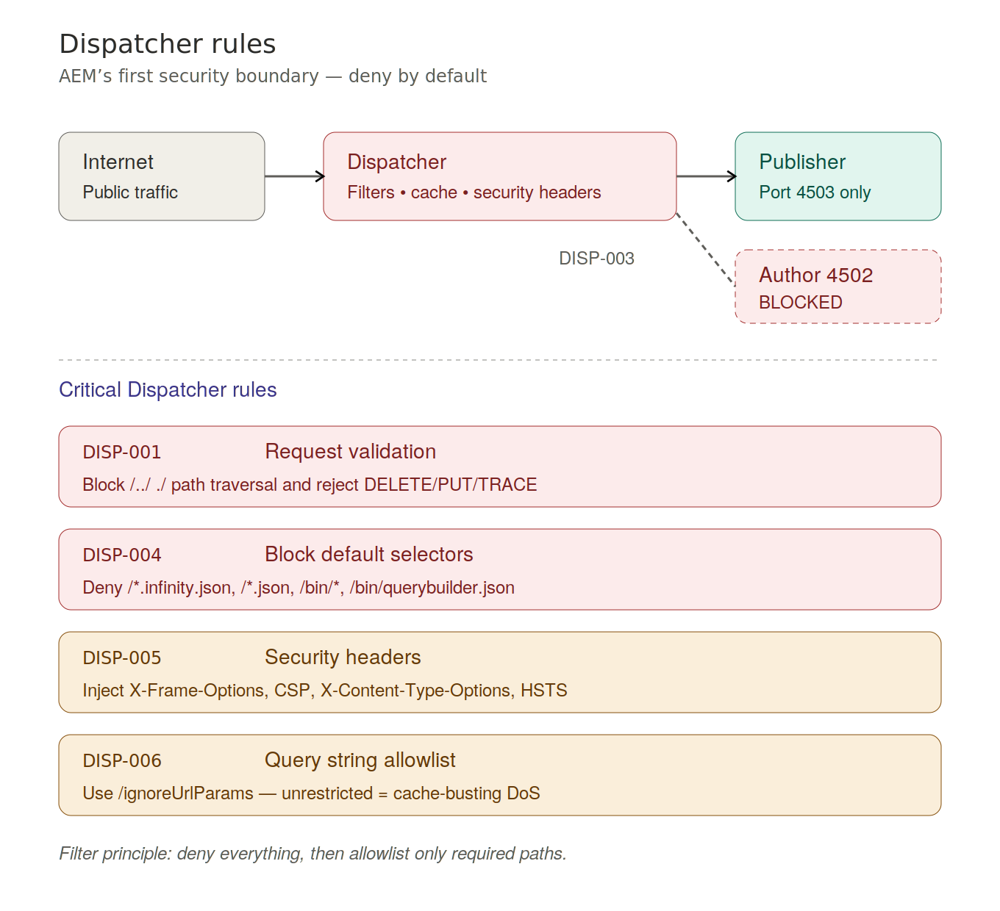 Dispatcher rules
AEM’s first security boundary — deny by default
Internet
Public traffic
Dispatcher
Filters • cache • security headers
Publisher
Port 4503 only
DISP-003
Author 4502
BLOCKED
Critical Dispatcher rules
DISP-001 Request validation
Block /../ ./ path traversal and reject DELETE/PUT/TRACE
DISP-004 Block default selectors
Deny /*.infinity.json, /*.json, /bin/*, /bin/querybuilder.json
DISP-005 Security headers
Inject X-Frame-Options, CSP, X-Content-Type-Options, HSTS
DISP-006 Query string allowlist
Use /ignoreUrlParams — unrestricted = cache-busting DoS
Filter principle: deny everything, then allowlist only required paths.